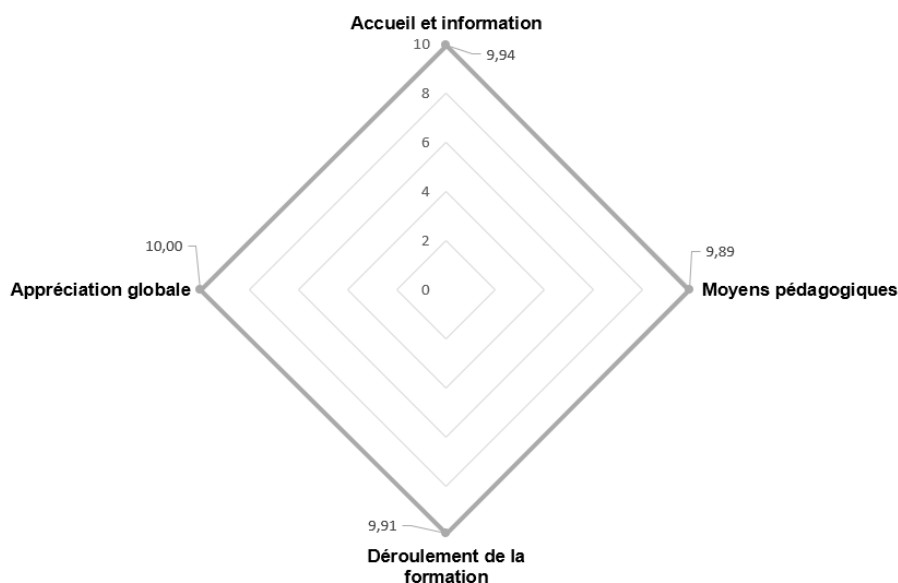 Accueil et information
10
9,94
8
6
4
2
10,00
9,89
Appréciation globale
0
Moyens pédagogiques
9,91
Déroulement de la
formation